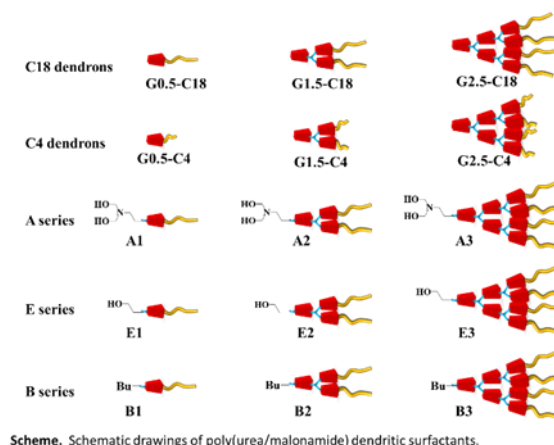 C18 dendrons
G0.5-C18 G1.5-C18 G2.5-C18
C4 dendrons
G0.5-C4 G1.5-C4 G2.5-C4
HO HO HO
N N N
HO HO HO
A series
A1 A2 A3
HO HO HO
E series
E1 E2 E3
Bu Bu Bu
B series
B1 B2 B3
Scheme. Schematic drawings of poly(urea/malonamide) dendritic surfactants.